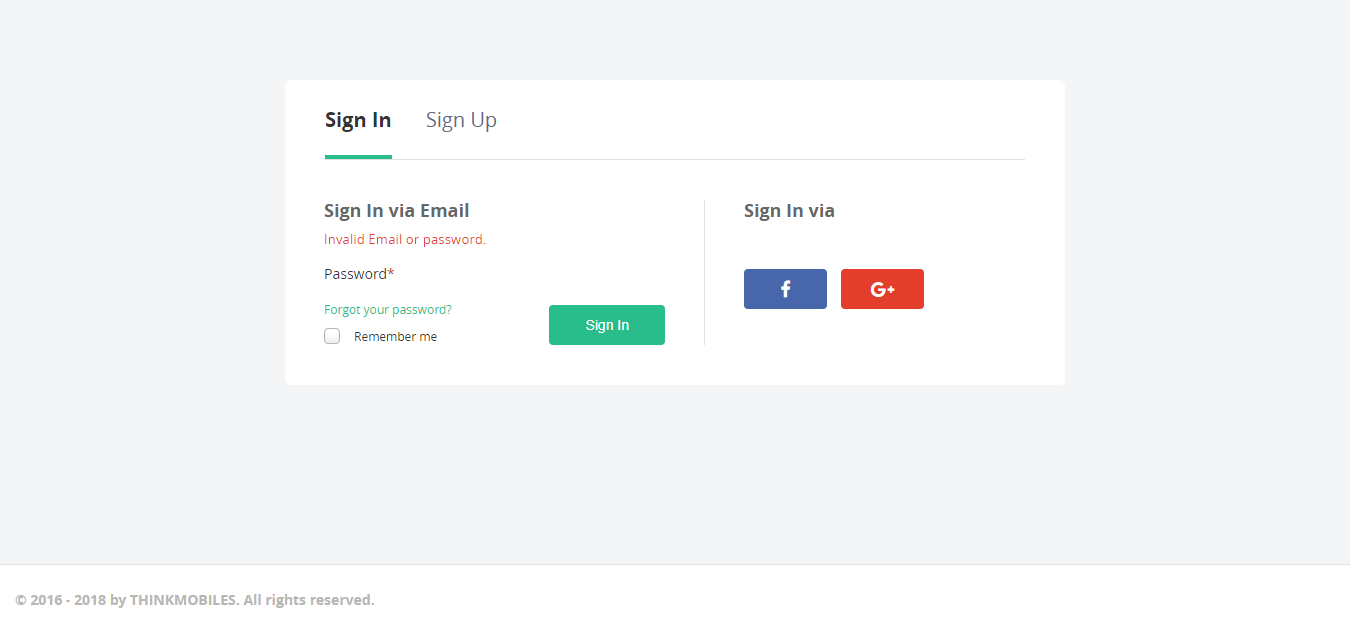 Sign In
Sign Up
Sign In via Email
Invalid Email or password.
Password*
Forgot your password?
Remember me
Sign In
Sign In via
f
G+
© 2016 - 2018 by THINKMOBILES. All rights reserved.